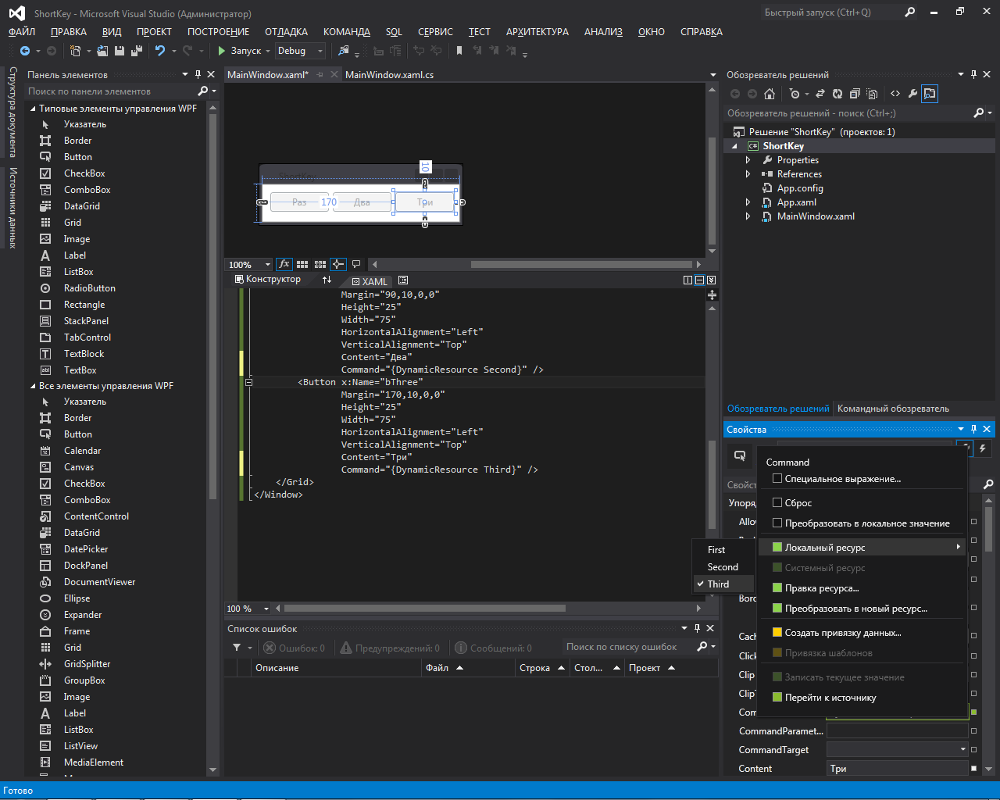 ShortKey - Microsoft Visual Studio (Администратор)
Быстрый запуск (Ctrl+Q)
ФАЙЛ ПРАВКА ВИД ПРОЕКТ ПОСТРОЕНИЕ ОТЛАДКА КОМАНДА SQL СЕРВИС ТЕСТ АРХИТЕКТУРА АНАЛИЗ ОКНО СПРАВКА
Запуск Debug
Структура документа
Источники данных
Панель элементов
Поиск по панели элементов
Типовые элементы управления WPF
Указатель
Border
Button
CheckBox
ComboBox
DataGrid
Grid
Image
Label
ListBox
RadioButton
Rectangle
StackPanel
TabControl
TextBlock
TextBox
Все элементы управления WPF
Указатель
Border
Button
Calendar
Canvas
CheckBox
ComboBox
ContentControl
DataGrid
DatePicker
DockPanel
DocumentViewer
Ellipse
Expander
Frame
Grid
GridSplitter
GroupBox
Image
Label
ListBox
ListView
MediaElement
MainWindow.xaml* MainWindow.xaml.cs
ShortKey
10
Раз 170 Два Три
100%
Конструктор XAML
Margin="90,10,0,0"
Height="25"
Width="75"
HorizontalAlignment="Left"
VerticalAlignment="Top"
Content="Два"
Command="{DynamicResource Second}" />
<Button x:Name="bThree"
Margin="170,10,0,0"
Height="25"
Width="75"
HorizontalAlignment="Left"
VerticalAlignment="Top"
Content="Три"
Command="{DynamicResource Third}" />
</Grid>
</Window>
100 %
Список ошибок
Ошибок: 0 Предупреждений: 0 Сообщений: 0 Поиск по списку ошибок
Описание Файл Строка Стол... Проект
Обозреватель решений
Обозреватель решений - поиск (Ctrl+;)
Решение "ShortKey" (проектов: 1)
ShortKey
Properties
References
App.config
App.xaml
MainWindow.xaml
Обозреватель решений Командный обозреватель
Свойства
Command
Специальное выражение...
Сброс
Преобразовать в локальное значение
Локальный ресурс
Системный ресурс
Правка ресурса...
Преобразовать в новый ресурс...
Создать привязку данных...
Привязка шаблонов
Записать текущее значение
Перейти к источнику
First
Second
Third
CommandParamet...
CommandTarget
Content Три
Готово